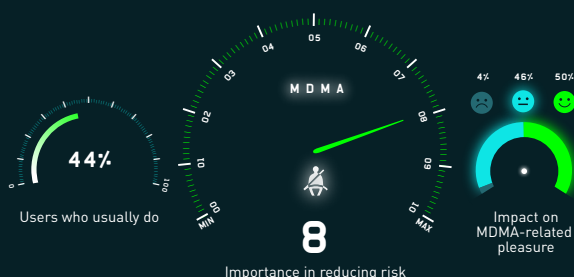 44%
0
100
Users who usually do
MDMA
00
01
02
03
04
05
06
07
08
09
10
MIN
MAX
8
Importance in reducing risk
4% 46% 50%
Impact on
MDMA-related
pleasure